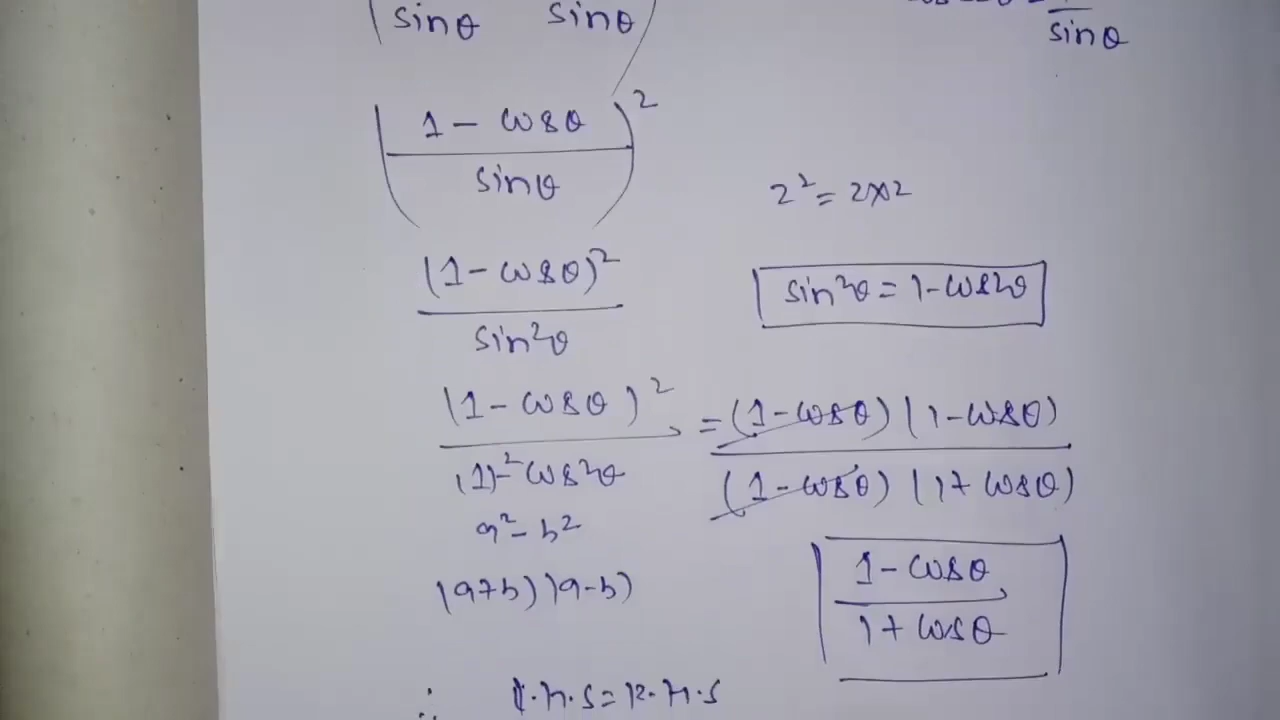 sinθ sinθ
sinθ
(1 - cosθ / sinθ)²
2² = 2×2
(1 - cosθ)² / sin²θ
sin²θ = 1-cos²θ
(1 - cosθ)² / (1)² - cos²θ = (1-cosθ) (1-cosθ) / (1-cosθ) (1+cosθ)
a² - b²
(a+b) (a-b)
1 - cosθ / 1 + cosθ
∴ L.H.S = R.H.S